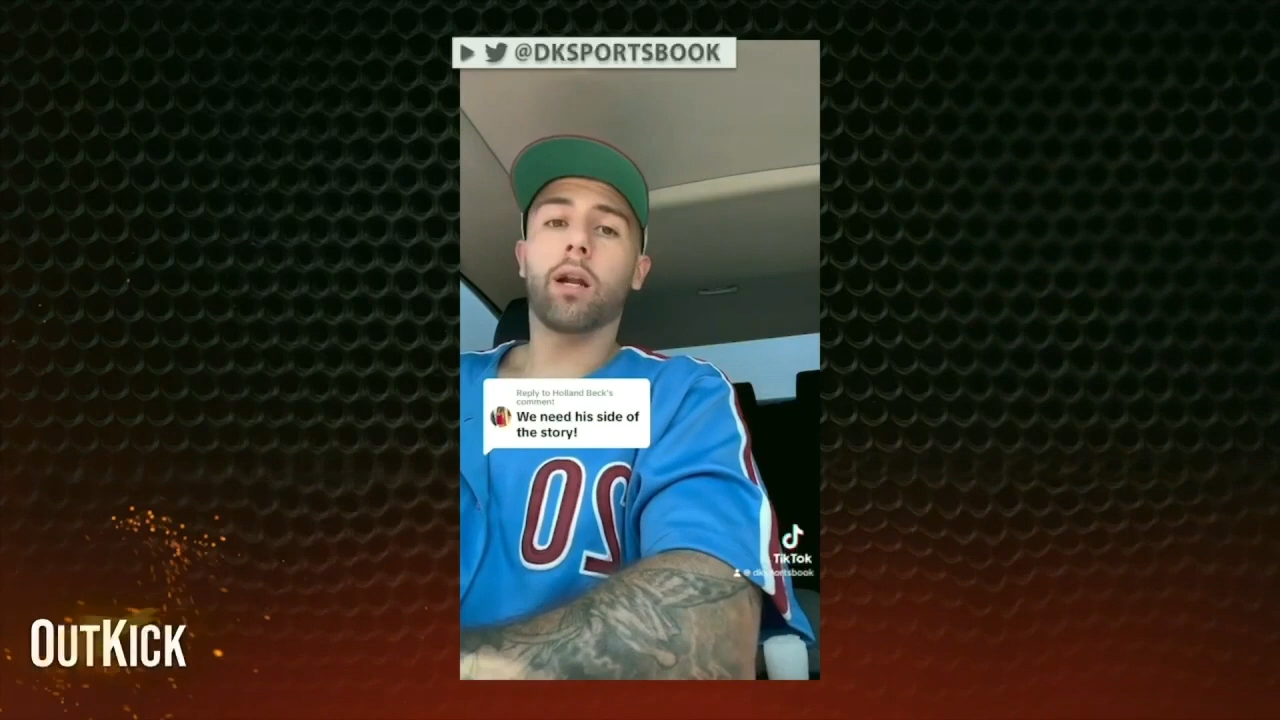 @DKSPORTSBOOK
Reply to Holland Beck's
comment
We need his side of
the story!
20
TikTok
@ dksportsbook
OUTKICK